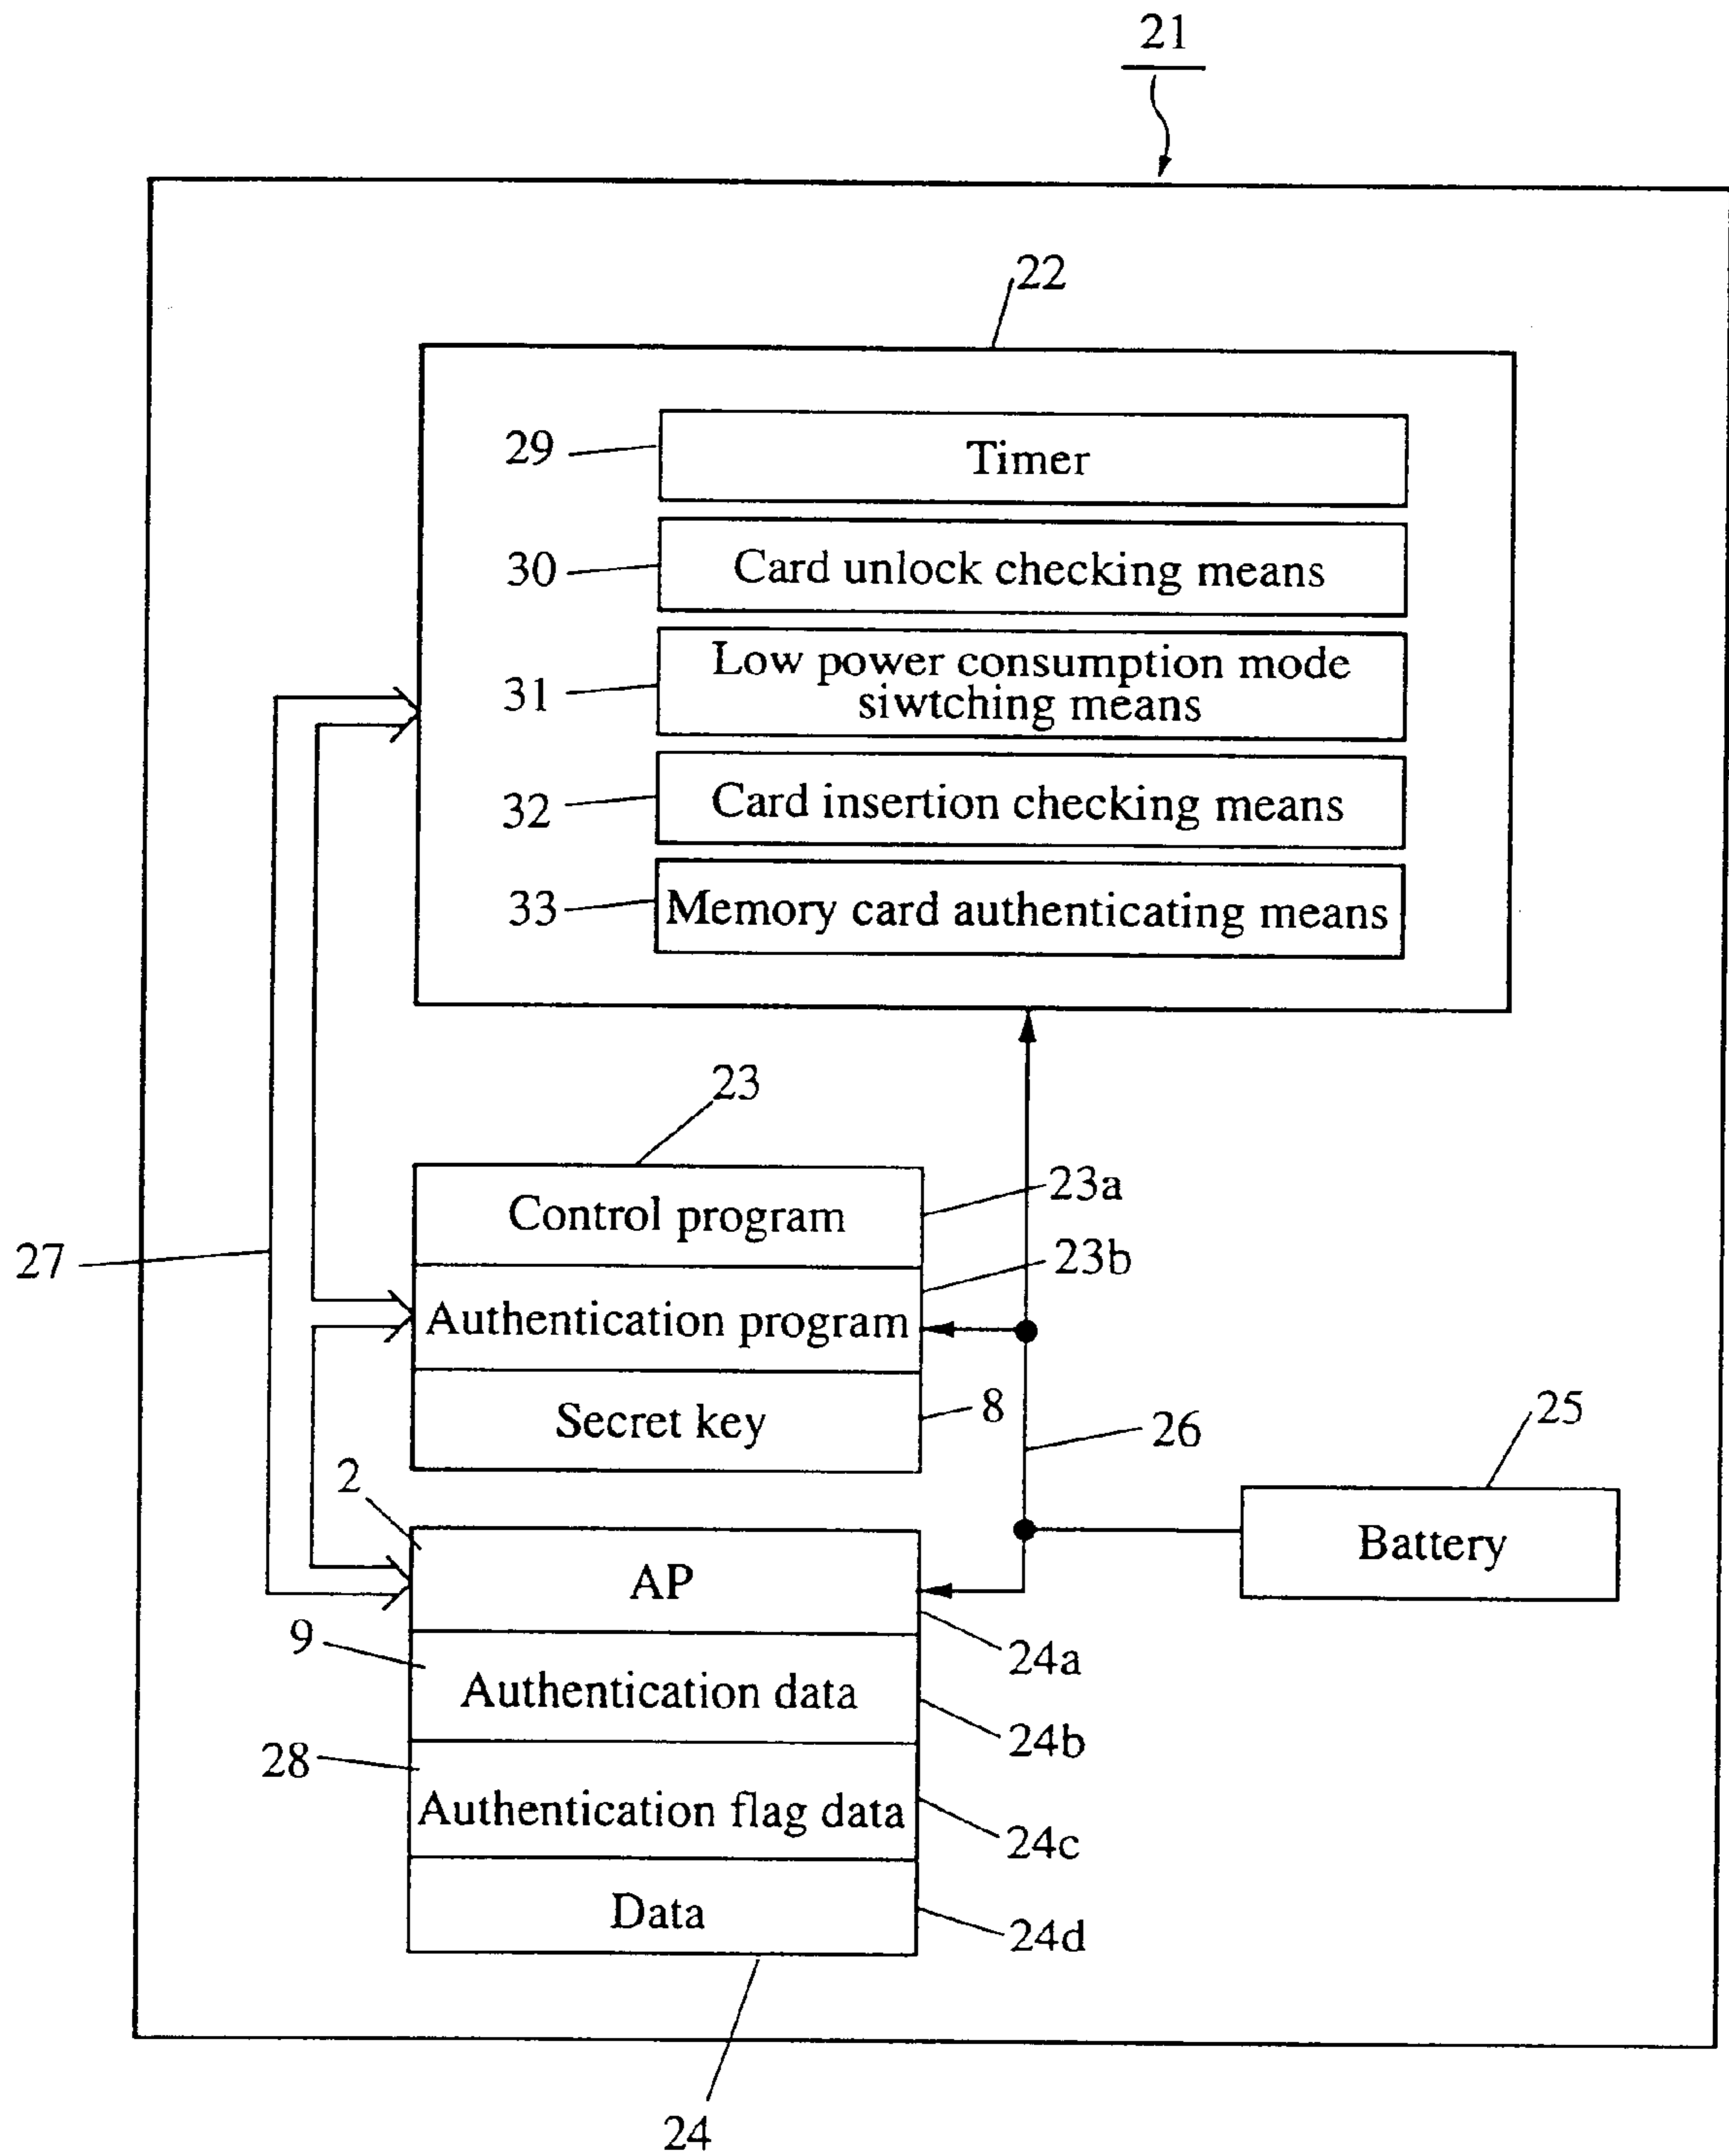 21
22
29
Timer
30
Card unlock checking means
31
Low power consumption mode
siwtching means
32
Card insertion checking means
33
Memory card authenticating means
23
Control program
23a
27
23b
Authentication program
Secret key
8
26
25
2
AP
Battery
9
24a
Authentication data
24b
28
Authentication flag data
24c
Data
24d
24